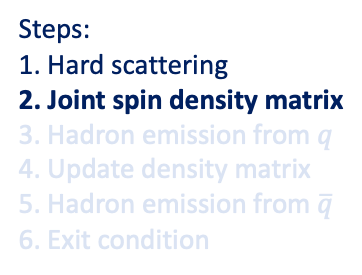 Steps:
1. Hard scattering
2. Joint spin density matrix
3. Hadron emission from q
4. Update density matrix
5. Hadron emission from q̅
6. Exit condition